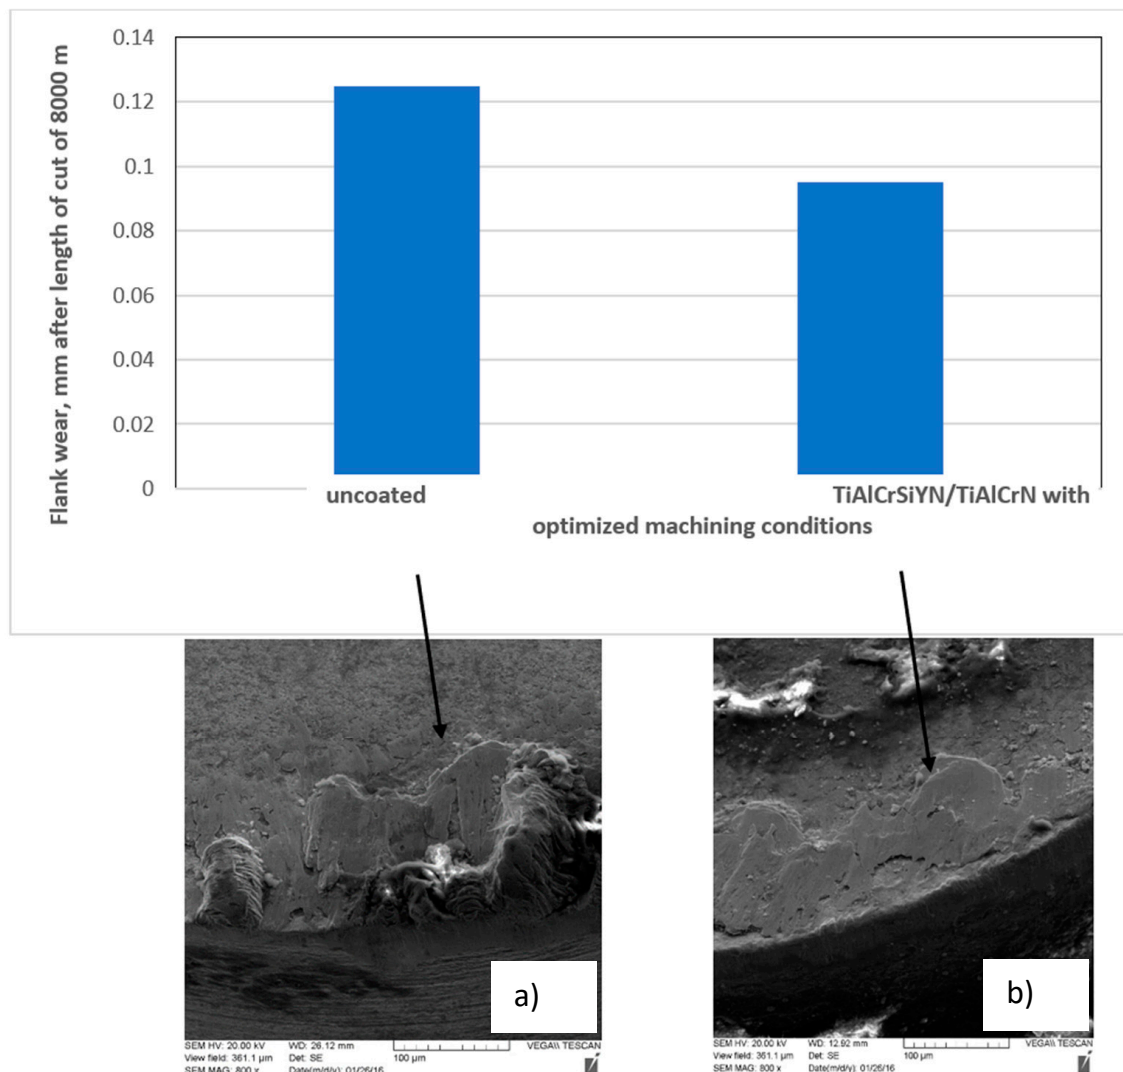 Flank wear, mm after length of cut of 8000 m
0.14
0.12
0.1
0.08
0.06
0.04
0.02
0
uncoated
TiAlCrSiYN/TiAlCrN with
optimized machining conditions
a)
SEM HV: 20.00 kV WD: 26.12 mm VEGA\\ TESCAN
View field: 361.1 µm Det: SE 100 µm
SEM MAG: 800 x Date(m/d/y): 01/26/16
b)
SEM HV: 20.00 kV WD: 12.92 mm VEGA\\ TESCAN
View field: 361.1 µm Det: SE 100 µm
SEM MAG: 800 x Date(m/d/y): 01/26/16